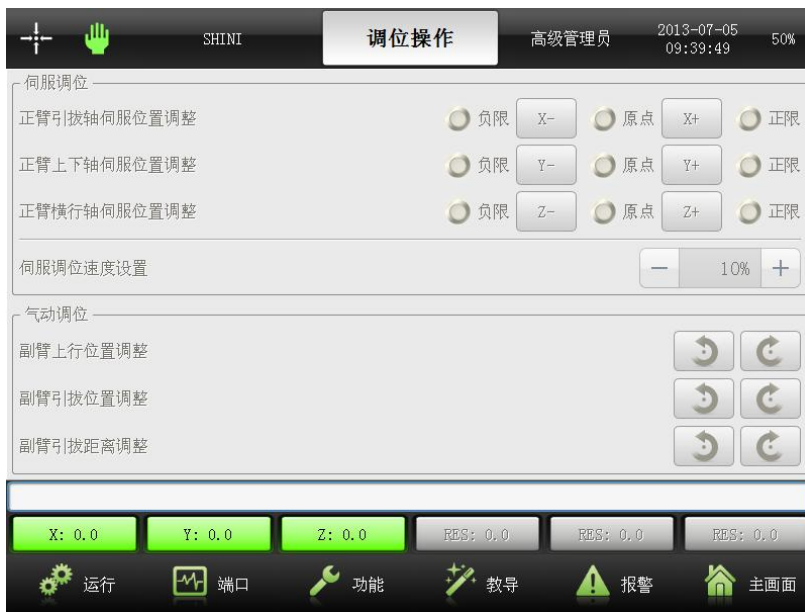 SHINI 调位操作 高级管理员 2013-07-05 09:39:49 50%
伺服调位
正臂引拔轴伺服位置调整 负限 X- 原点 X+ 正限
正臂上下轴伺服位置调整 负限 Y- 原点 Y+ 正限
正臂横行轴伺服位置调整 负限 Z- 原点 Z+ 正限
伺服调位速度设置 － 10% +
气动调位
副臂上行位置调整
副臂引拔位置调整
副臂引拔距离调整
X: 0.0 Y: 0.0 Z: 0.0 RES: 0.0 RES: 0.0 RES: 0.0
运行 端口 功能 教导 报警 主画面